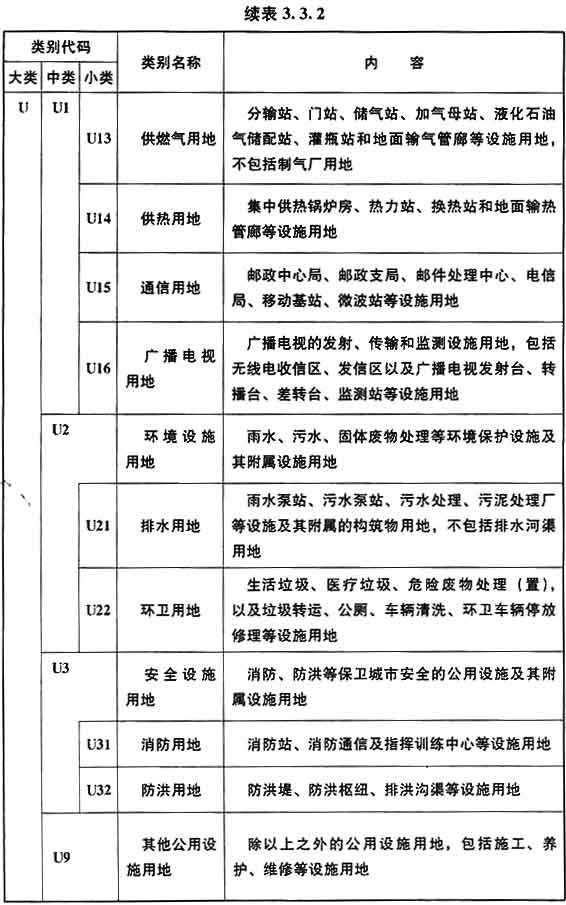 续表 3.3.2
类别代码
大类 中类 小类 类别名称 内 容
U U1
U13 供燃气用地 分输站、门站、储气站、加气母站、液化石油
气储配站、灌瓶站和地面输气管廊等设施用地，
不包括制气厂用地
U14 供热用地 集中供热锅炉房、热力站、换热站和地面输热
管廊等设施用地
U15 通信用地 邮政中心局、邮政支局、邮件处理中心、电信
局、移动基站、微波站等设施用地
U16 广播电视
用地
广播电视的发射、传输和监测设施用地，包括
无线电收信区、发信区以及广播电视发射台、转
播台、差转台、监测站等设施用地
U2 环境设施
用地
雨水、污水、固体废物处理等环境保护设施及
其附属设施用地
U21 排水用地 雨水泵站、污水泵站、污水处理、污泥处理厂
等设施及其附属的构筑物用地，不包括排水河渠
用地
U22 环卫用地 生活垃圾、医疗垃圾、危险废物处理（置），
以及垃圾转运、公厕、车辆清洗、环卫车辆停放
修理等设施用地
U3 安全设施
用地
消防、防洪等保卫城市安全的公用设施及其附
属设施用地
U31 消防用地 消防站、消防通信及指挥训练中心等设施用地
U32 防洪用地 防洪堤、防洪枢纽、排洪沟渠等设施用地
U9 其他公用设
施用地
除以上之外的公用设施用地，包括施工、养
护、维修等设施用地